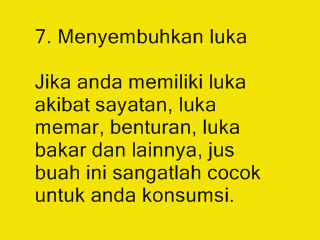 7. Menyembuhkan luka
Jika anda memiliki luka
akibat sayatan, luka
memar, benturan, luka
bakar dan lainnya, jus
buah ini sangatlah cocok
untuk anda konsumsi.